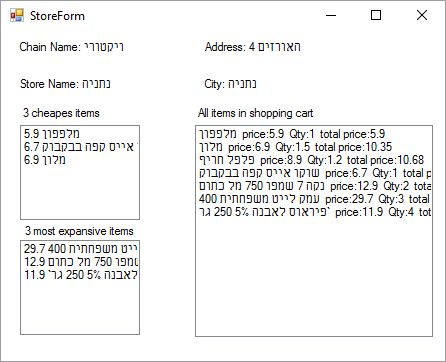 StoreForm
Chain Name: ויקטורי
Address: האורזים 4
Store Name: נתניה
City: נתניה
3 cheapes items
מלפפון 5.9
אייס קפה בבקבוק 6.7
מלון 6.9
3 most expansive items
ייט משפחתית 400 29.7
שמפו 750 מל כתום 12.9
לאבנה 5% 250 גר' 11.9
All items in shopping cart
מלפפון price:5.9 Qty:1 total price:5.9
מלון price:6.9 Qty:1.5 total price:10.35
פלפל חריף price:8.9 Qty:1.2 total price:10.68
שוקו אייס קפה בבקבוק price:6.7 Qty:1 total price
נקה 7 שמפו 750 מל כתום price:12.9 Qty:2 tota
עמק לייט משפחתית 400 price:29.7 Qty:3 total
פיראוס לאבנה 5% 250 גר' price:11.9 Qty:4 tot